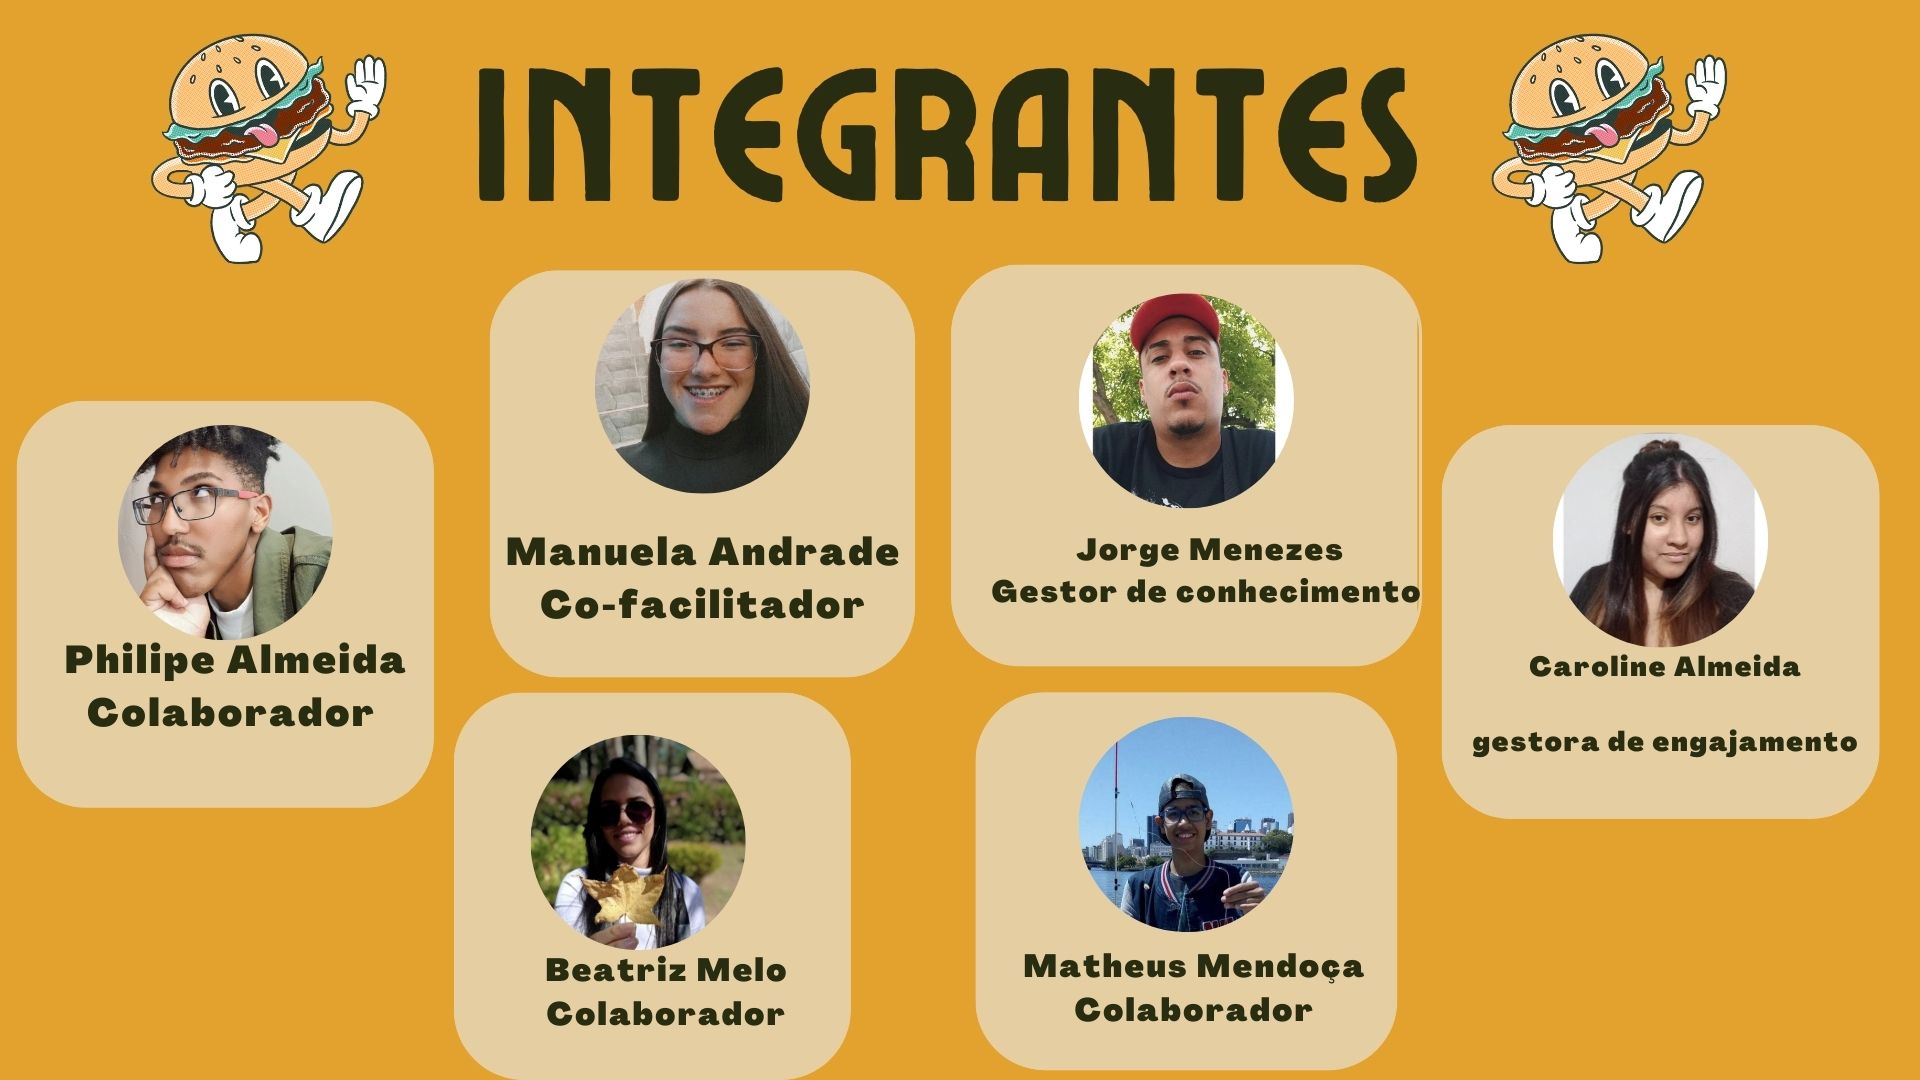 INTEGRANTES
Manuela Andrade
Co-facilitador
Jorge Menezes
Gestor de conhecimento
Philipe Almeida
Colaborador
Caroline Almeida
gestora de engajamento
Beatriz Melo
Colaborador
Matheus Mendoça
Colaborador